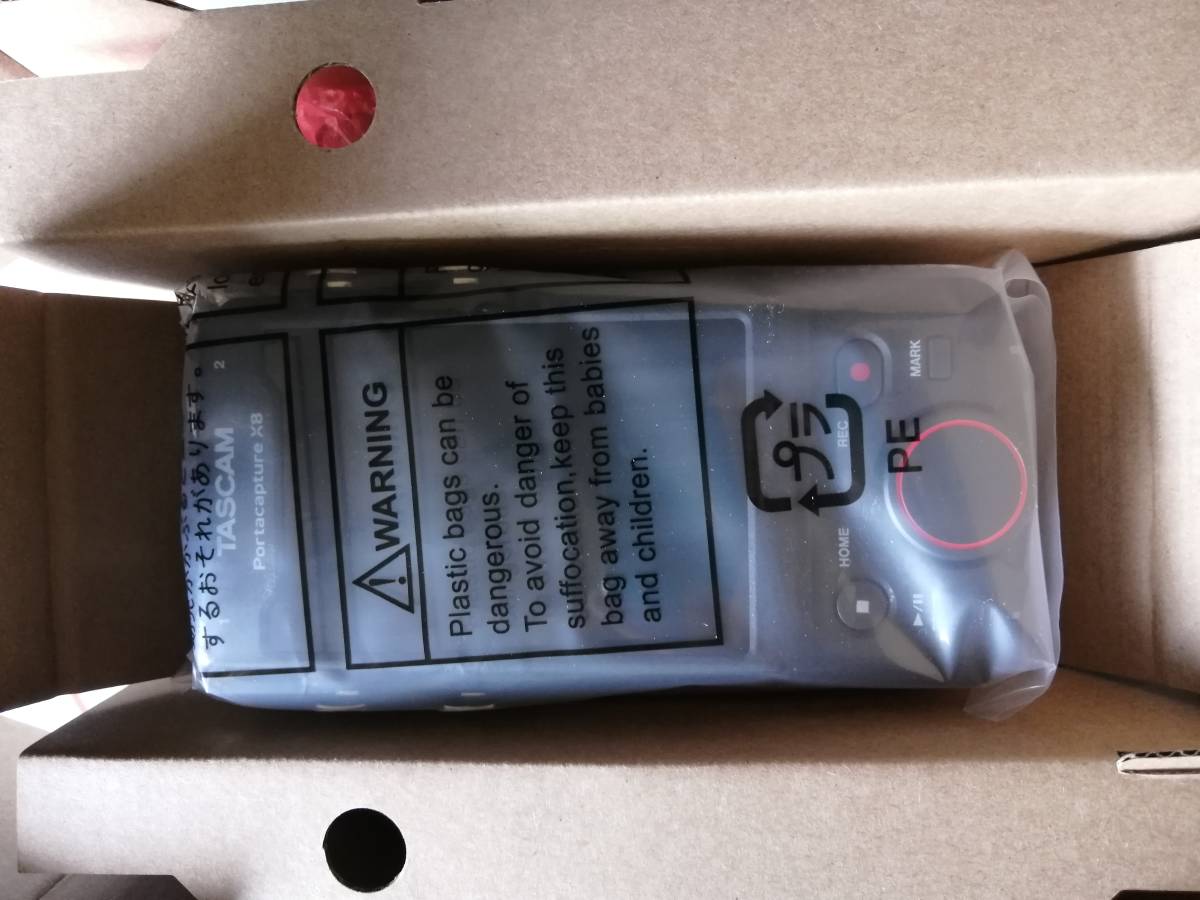 するおそれがあります。
2
TASCAM
Portacapture X8
WARNING
Plastic bags can be
dangerous.
To avoid danger of
suffocation,keep this
bag away from babies
and children.
プラ
PE
REC
MARK
HOME